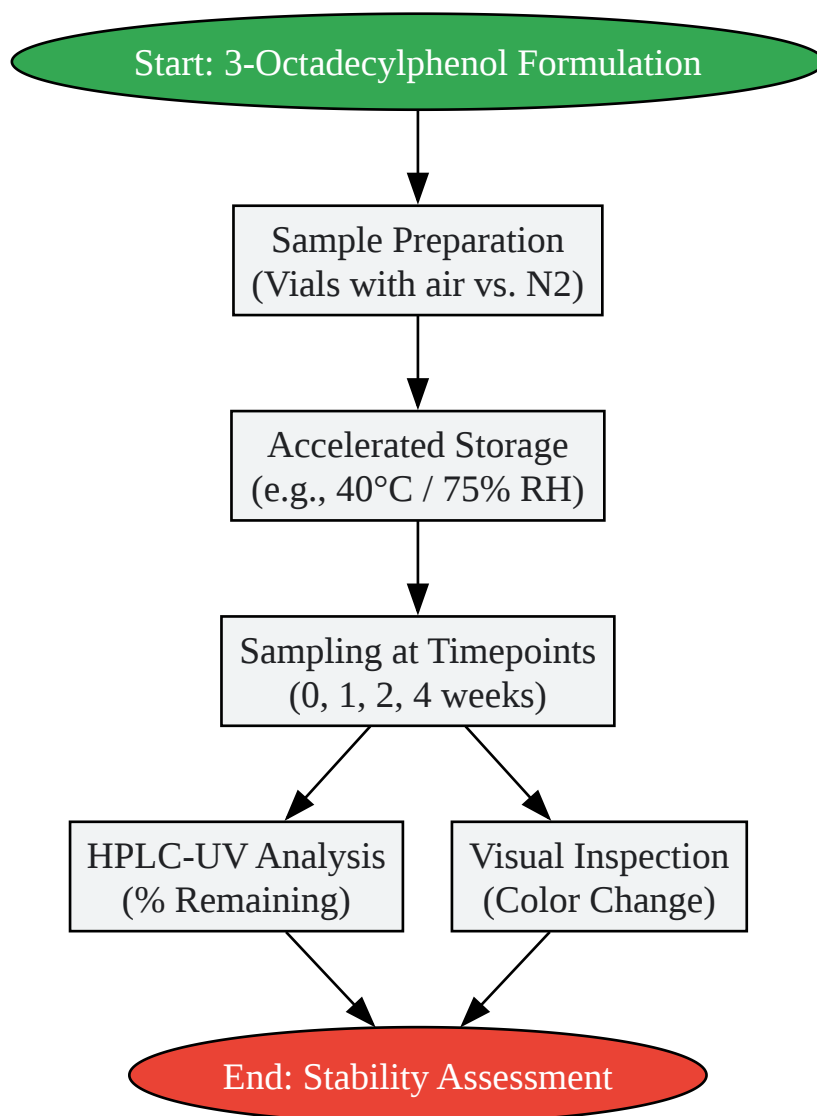 Start: 3-Octadecylphenol Formulation
Sample Preparation
(Vials with air vs. N2)
Accelerated Storage
(e.g., 40°C / 75% RH)
Sampling at Timepoints
(0, 1, 2, 4 weeks)
HPLC-UV Analysis
(% Remaining)
Visual Inspection
(Color Change)
End: Stability Assessment